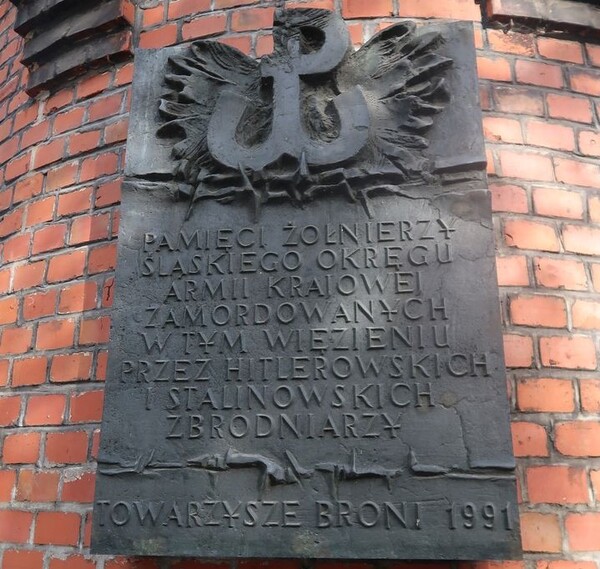 PAMIĘCI ŻOŁNIERZY
ŚLĄSKIEGO OKRĘGU
ARMII KRAJOWEJ
ZAMORDOWANYCH
W TYM WIĘZIENIU
PRZEZ HITLEROWSKICH
I STALINOWSKICH
ZBRODNIARZY
TOWARZYSZE BRONI 1991